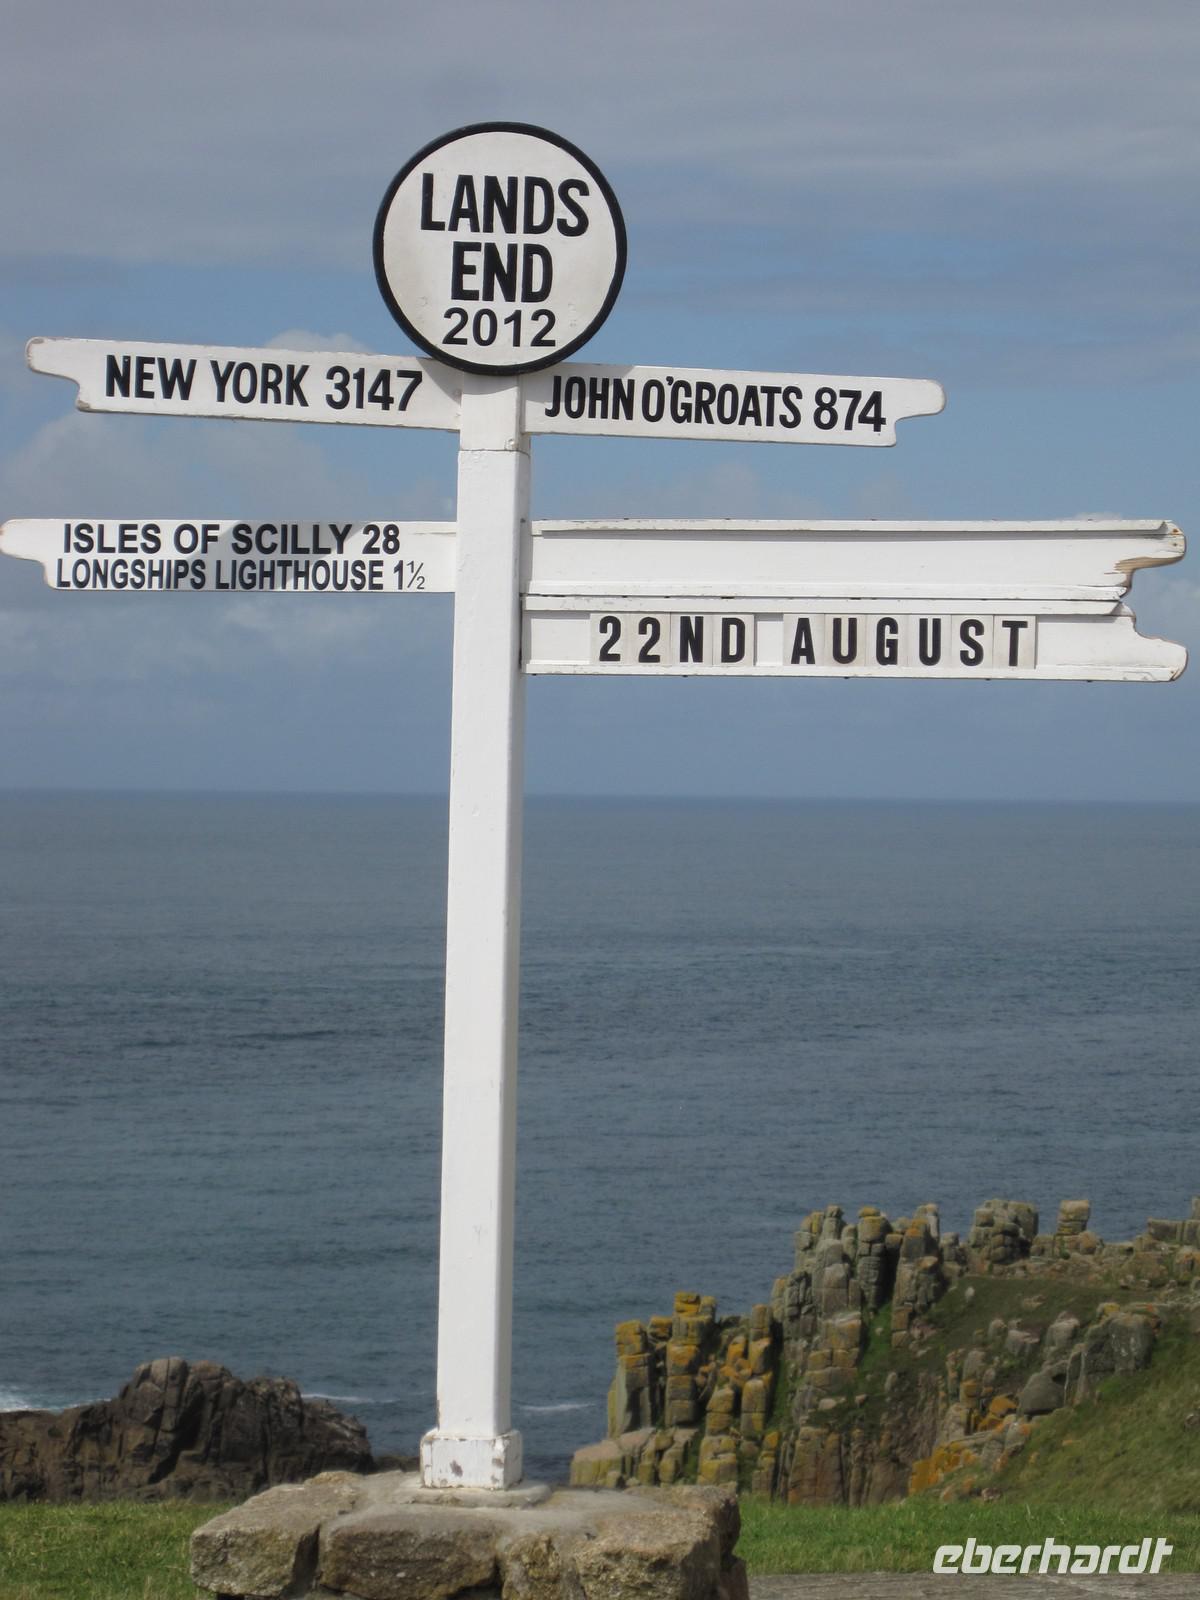 LANDS
END
2012
NEW YORK 3147
JOHN O'GROATS 874
ISLES OF SCILLY 28
LONGSHIPS LIGHTHOUSE 1½
22ND AUGUST
eberhardt